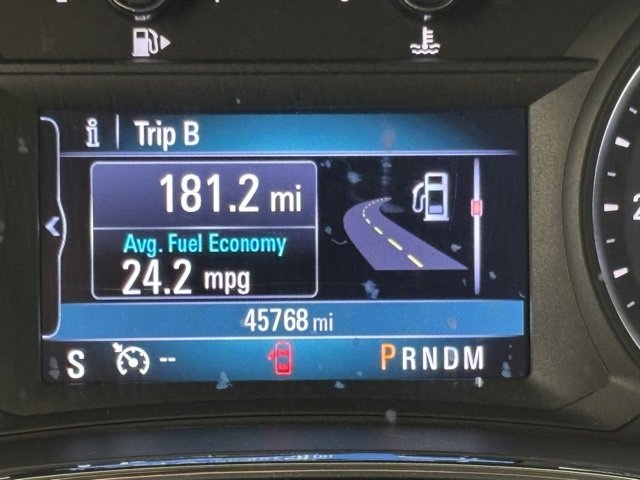 Trip B
181.2 mi
Avg. Fuel Economy
24.2 mpg
45768 mi
S -- PRNDM